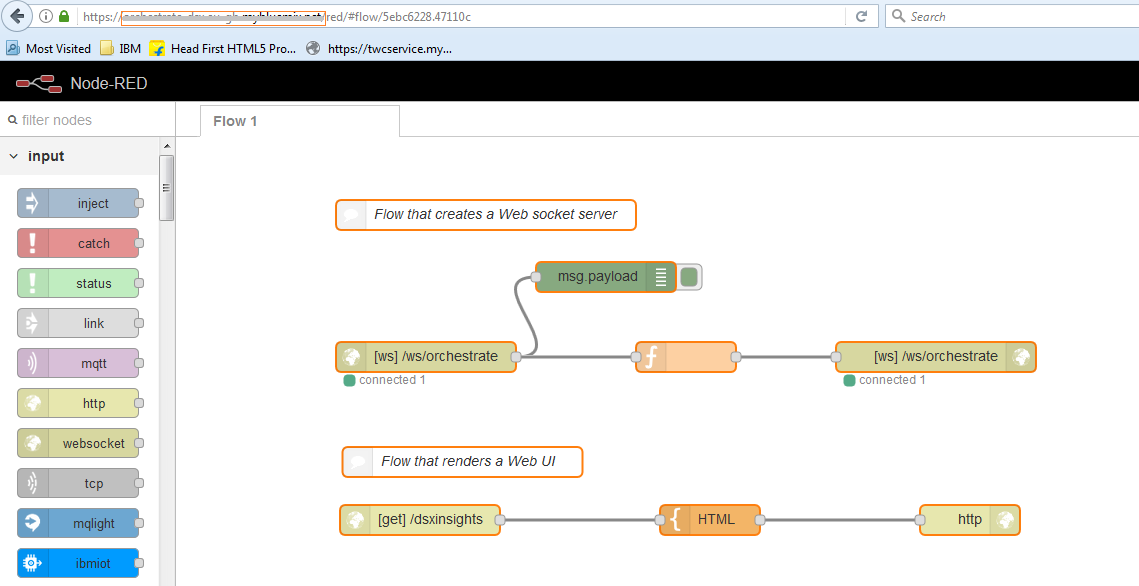 https:// /red/#flow/5ebc6228.47110c
Search
Most Visited IBM Head First HTML5 Pro... https://twcservice.my...
Node-RED
filter nodes
Flow 1
input
inject
catch
status
link
mqtt
http
websocket
tcp
mqlight
ibmiot
Flow that creates a Web socket server
msg.payload
[ws] /ws/orchestrate
[ws] /ws/orchestrate
connected 1
connected 1
Flow that renders a Web UI
[get] /dsxinsights
HTML
http